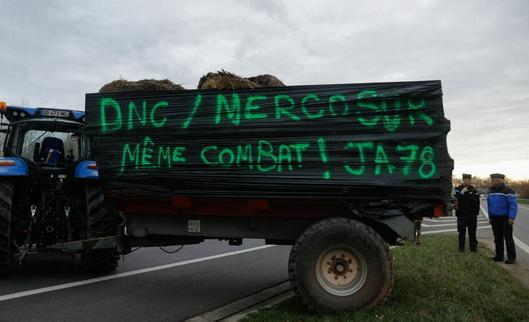 DNC / MERCOSUR
MÊME COMBAT ! JA78